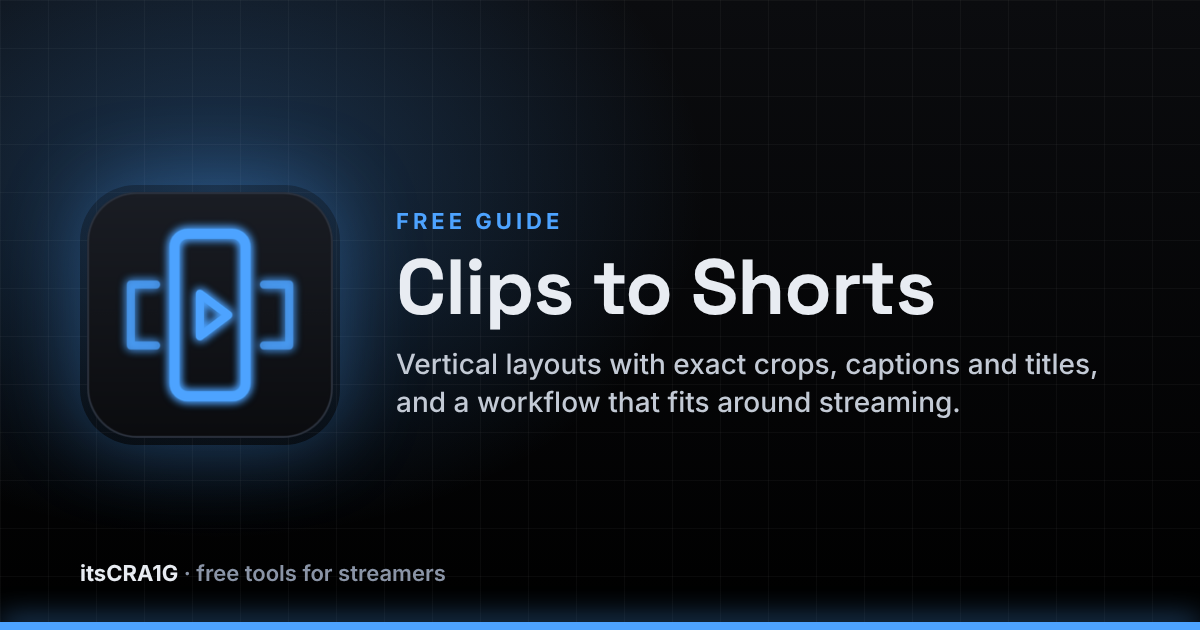 FREE GUIDE
Clips to Shorts
Vertical layouts with exact crops, captions and titles,
and a workflow that fits around streaming.
itsCRA1G · free tools for streamers